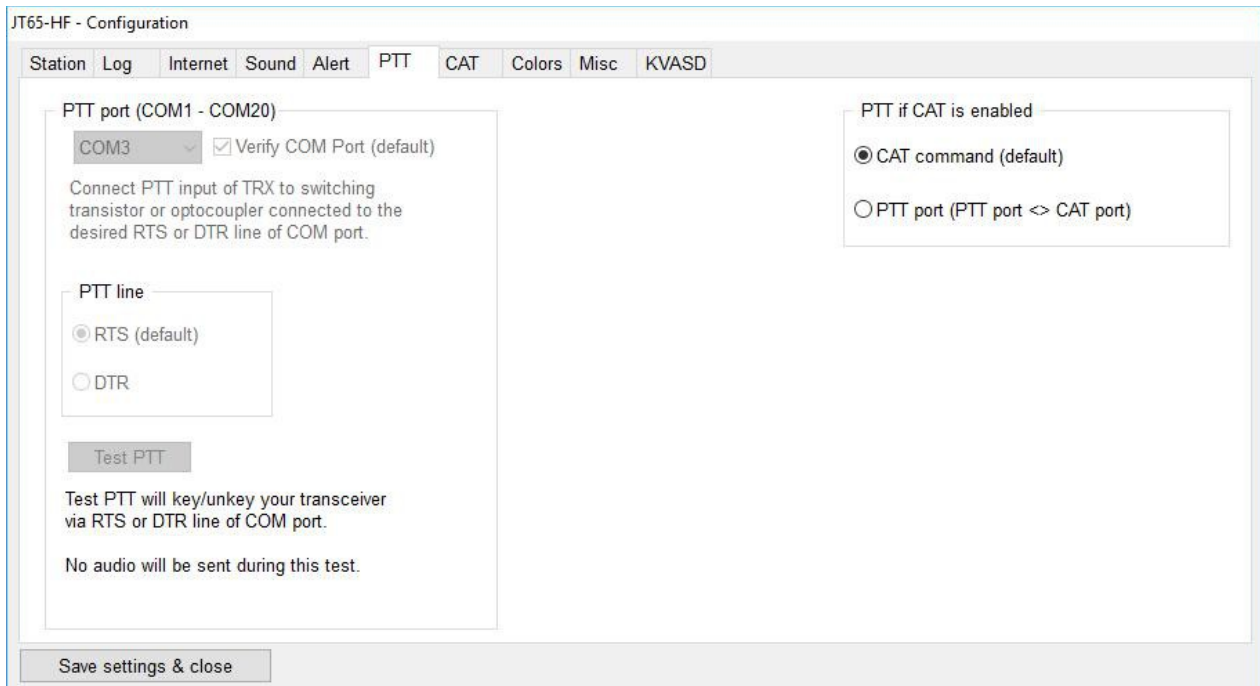 JT65-HF - Configuration
Station Log Internet Sound Alert PTT CAT Colors Misc KVASD
PTT port (COM1 - COM20)
COM3 Verify COM Port (default)
Connect PTT input of TRX to switching
transistor or optocoupler connected to the
desired RTS or DTR line of COM port.
PTT line
RTS (default)
DTR
Test PTT
Test PTT will key/unkey your transceiver
via RTS or DTR line of COM port.
No audio will be sent during this test.
PTT if CAT is enabled
CAT command (default)
PTT port (PTT port <> CAT port)
Save settings & close